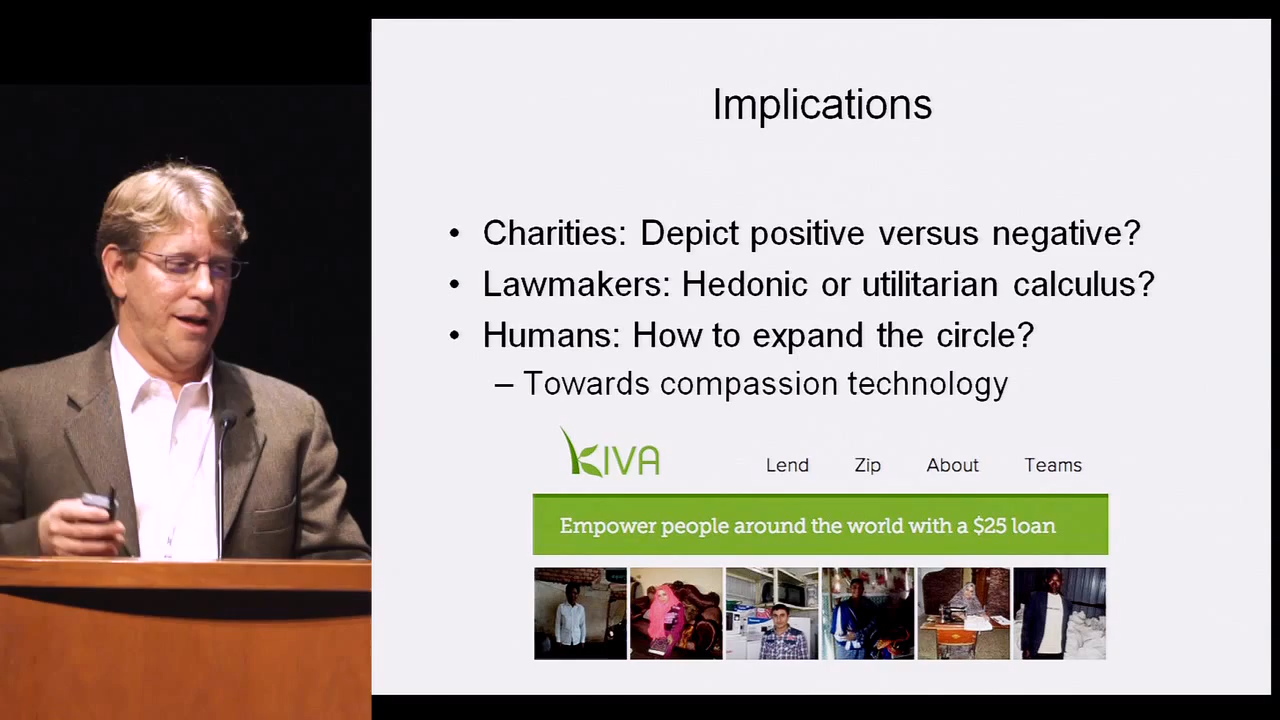 Implications
• Charities: Depict positive versus negative?
• Lawmakers: Hedonic or utilitarian calculus?
• Humans: How to expand the circle?
– Towards compassion technology
KIVA Lend Zip About Teams
Empower people around the world with a $25 loan